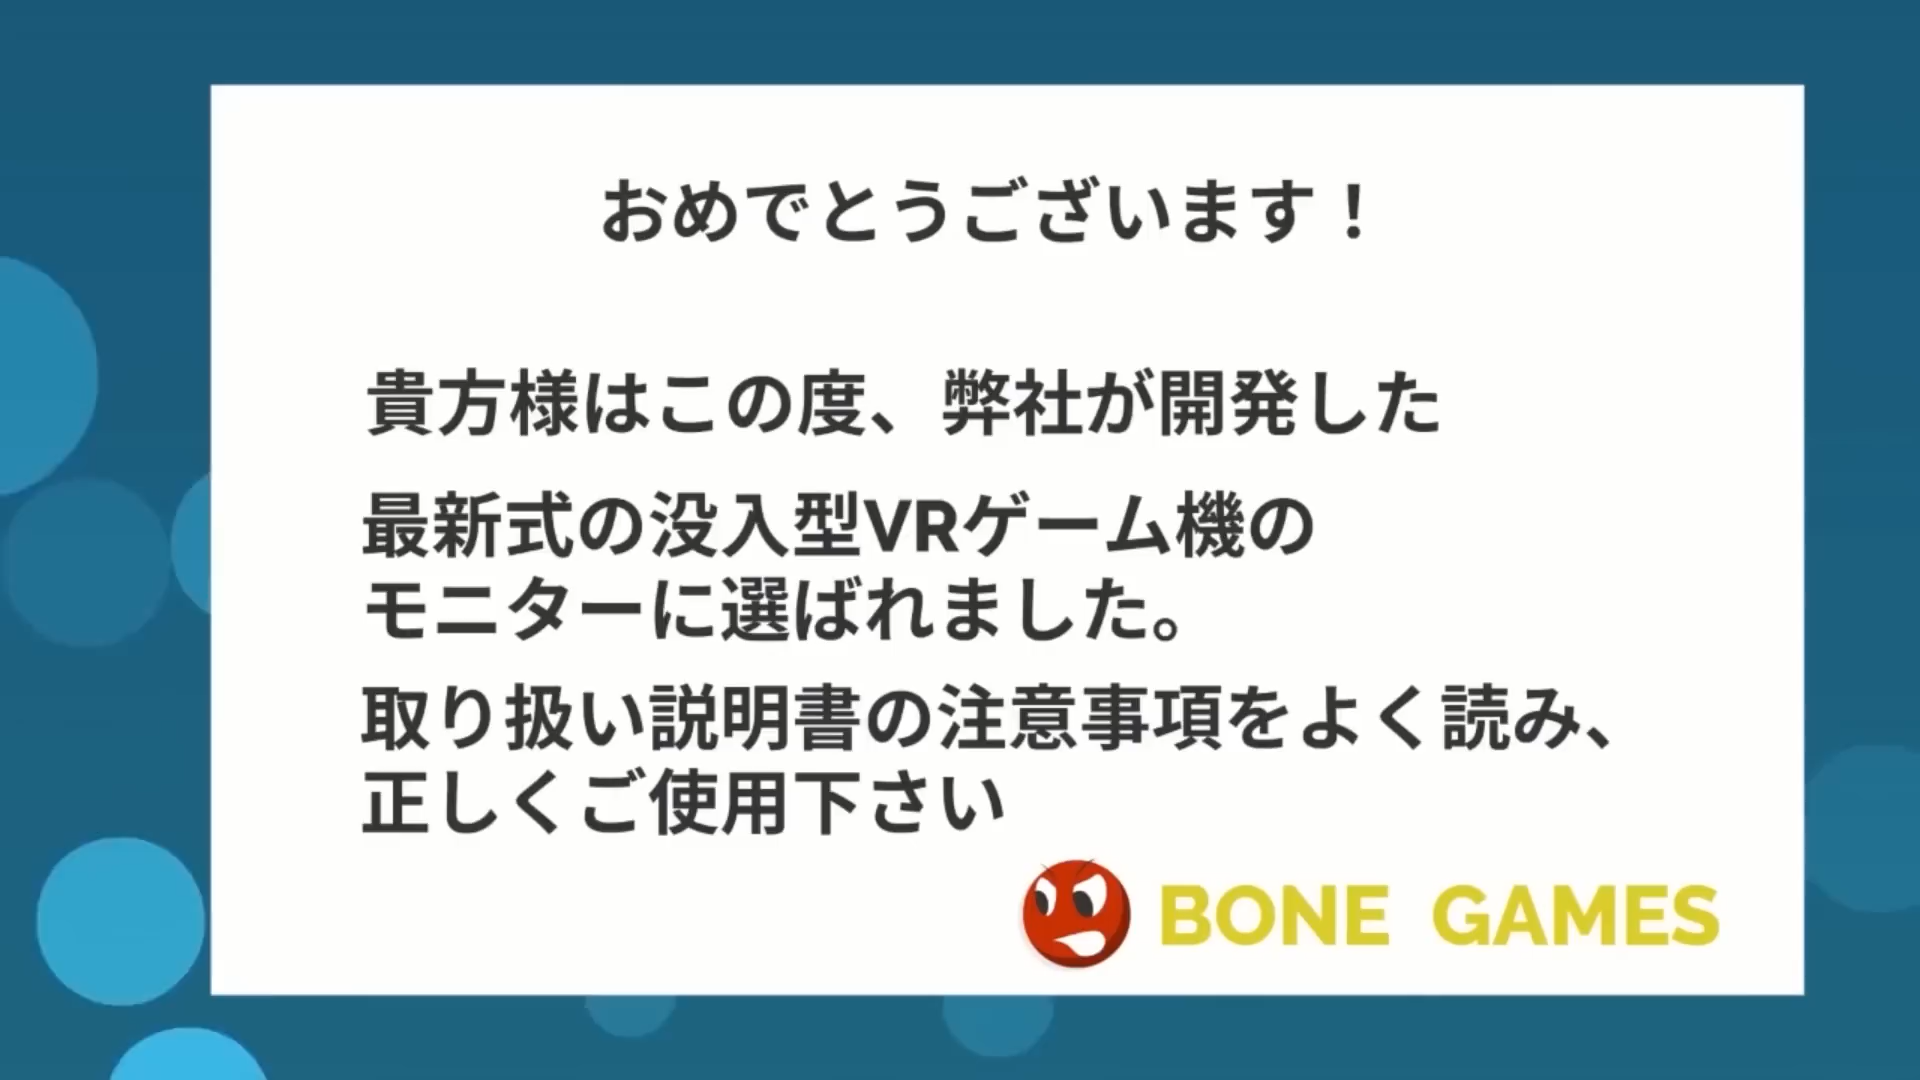 おめでとうございます！
貴方様はこの度、弊社が開発した
最新式の没入型VRゲーム機の
モニターに選ばれました。
取り扱い説明書の注意事項をよく読み、
正しくご使用下さい
BONE GAMES